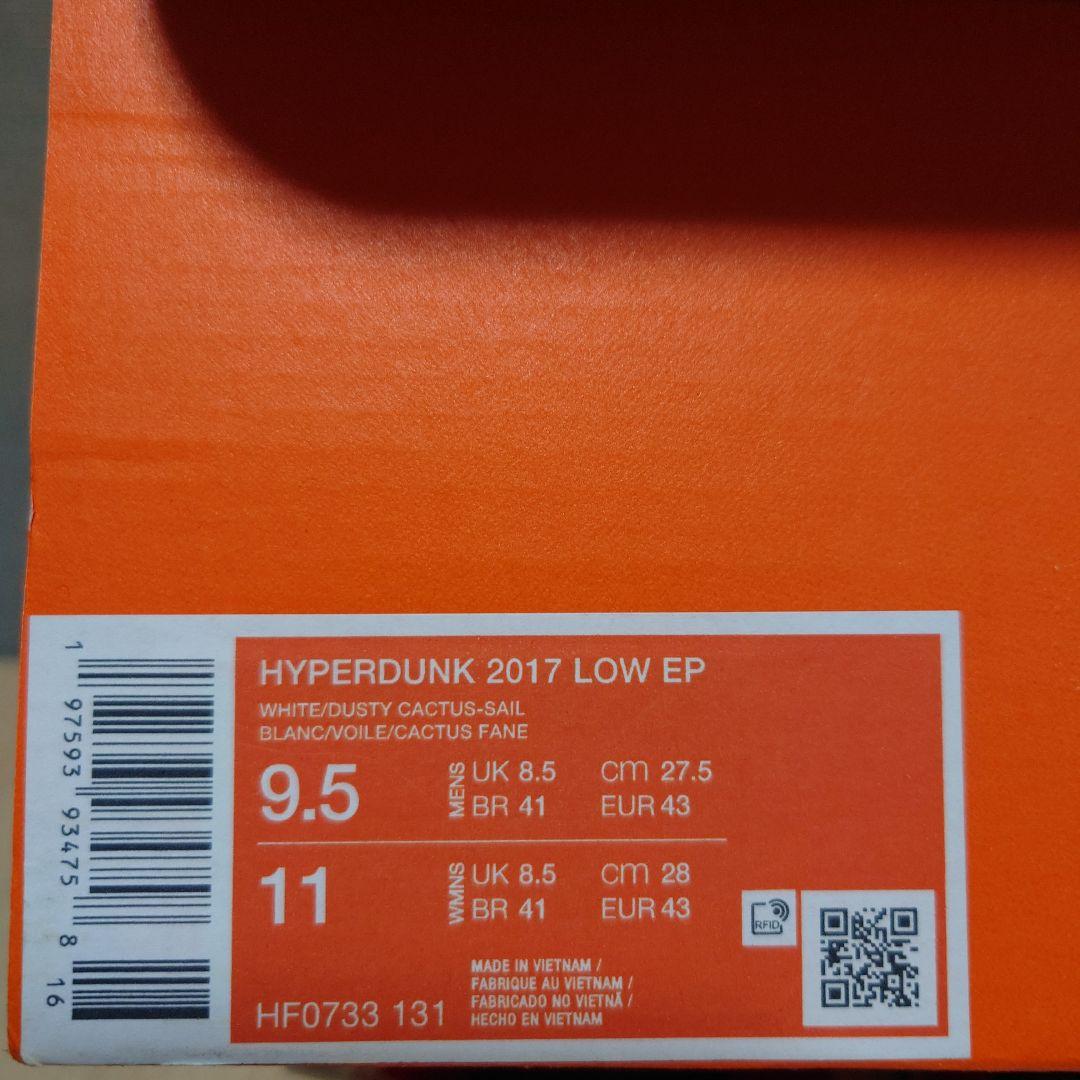 HYPERDUNK 2017 LOW EP
WHITE/DUSTY CACTUS-SAIL
BLANC/VOILE/CACTUS FANE
9.5 MENS UK 8.5 cm 27.5
BR 41 EUR 43
11 WMNS UK 8.5 cm 28
BR 41 EUR 43
RFID
MADE IN VIETNAM /
FABRIQUE AU VIETNAM /
FABRICADO NO VIETNÃ /
HECHO EN VIETNAM
HF0733 131
1 97593 93475 8 16